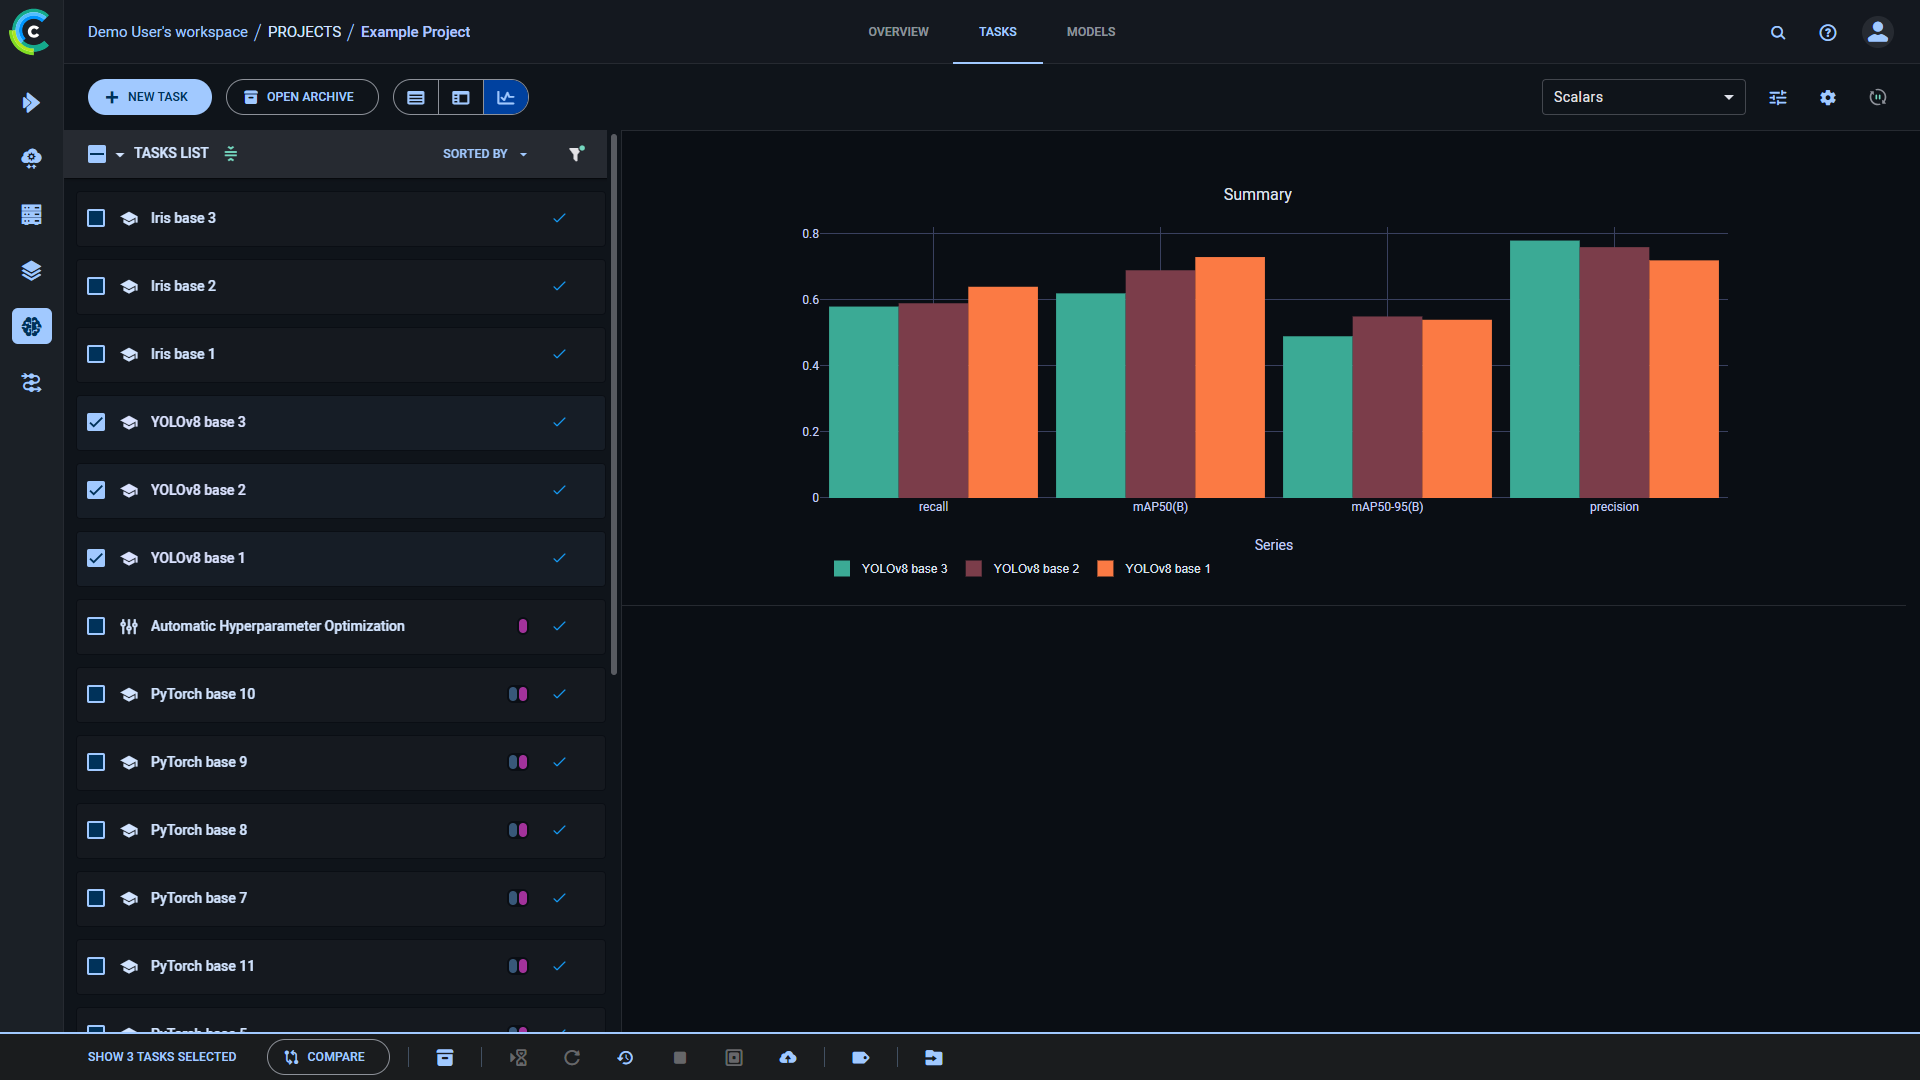 Demo User's workspace / PROJECTS / Example Project
OVERVIEW
TASKS
MODELS
NEW TASK
OPEN ARCHIVE
Scalars
TASKS LIST
SORTED BY
Iris base 3
Iris base 2
Iris base 1
YOLOv8 base 3
YOLOv8 base 2
YOLOv8 base 1
Automatic Hyperparameter Optimization
PyTorch base 10
PyTorch base 9
PyTorch base 8
PyTorch base 7
PyTorch base 11
PyTorch base 5
Summary
0.8
0.6
0.4
0.2
0
recall
mAP50(B)
mAP50-95(B)
precision
Series
YOLOv8 base 3
YOLOv8 base 2
YOLOv8 base 1
SHOW 3 TASKS SELECTED
COMPARE